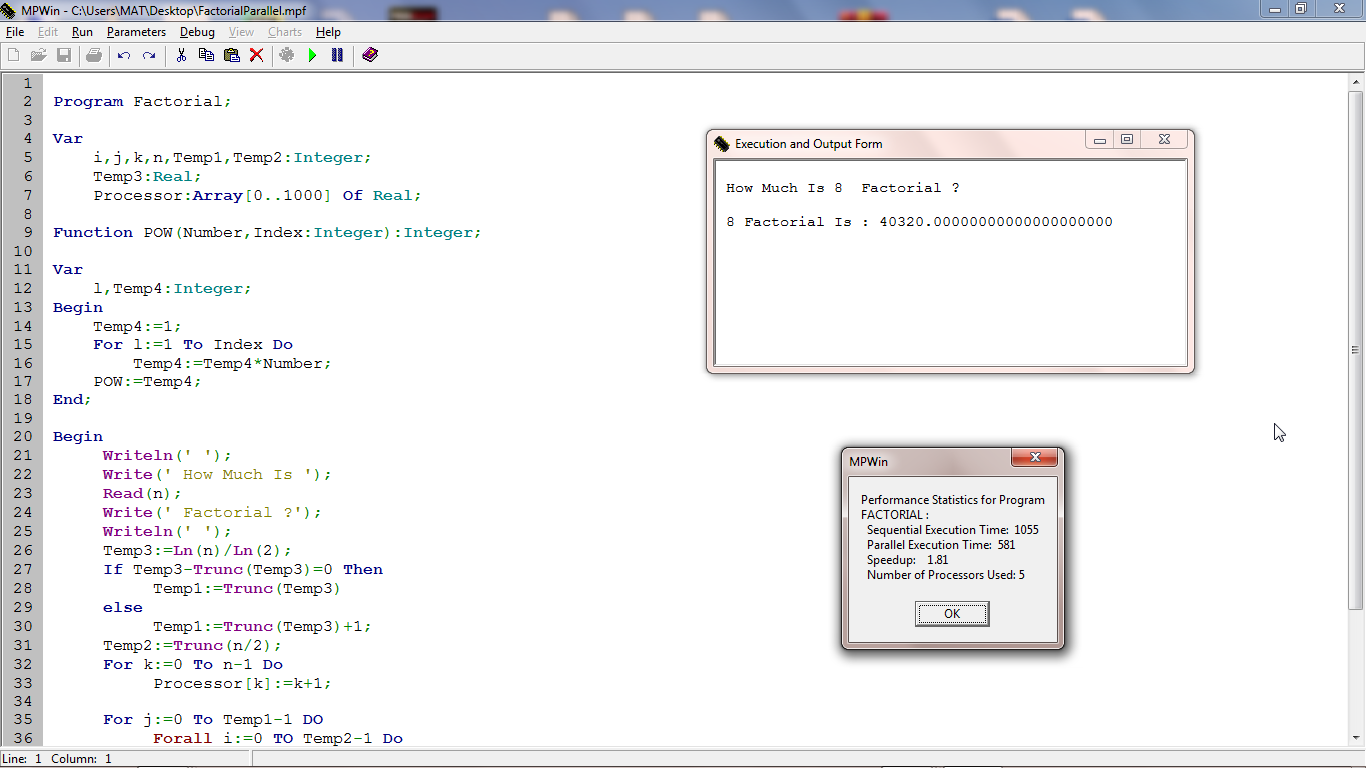 MPWin - C:\Users\MAT\Desktop\FactorialParallel.mpf
File Edit Run Parameters Debug View Charts Help
1
2 Program Factorial;
3
4 Var
5 i,j,k,n,Temp1,Temp2:Integer;
6 Temp3:Real;
7 Processor:Array[0..1000] Of Real;
8
9 Function POW(Number,Index:Integer):Integer;
10
11 Var
12 l,Temp4:Integer;
13 Begin
14 Temp4:=1;
15 For l:=1 To Index Do
16 Temp4:=Temp4*Number;
17 POW:=Temp4;
18 End;
19
20 Begin
21 Writeln(' ');
22 Write(' How Much Is ');
23 Read(n);
24 Write(' Factorial ?');
25 Writeln(' ');
26 Temp3:=Ln(n)/Ln(2);
27 If Temp3-Trunc(Temp3)=0 Then
28 Temp1:=Trunc(Temp3)
29 else
30 Temp1:=Trunc(Temp3)+1;
31 Temp2:=Trunc(n/2);
32 For k:=0 To n-1 Do
33 Processor[k]:=k+1;
34
35 For j:=0 To Temp1-1 DO
36 Forall i:=0 TO Temp2-1 Do
Execution and Output Form
How Much Is 8  Factorial ?
8 Factorial Is : 40320.00000000000000000000
MPWin
Performance Statistics for Program
FACTORIAL :
Sequential Execution Time: 1055
Parallel Execution Time: 581
Speedup: 1.81
Number of Processors Used: 5
OK
Line: 1 Column: 1